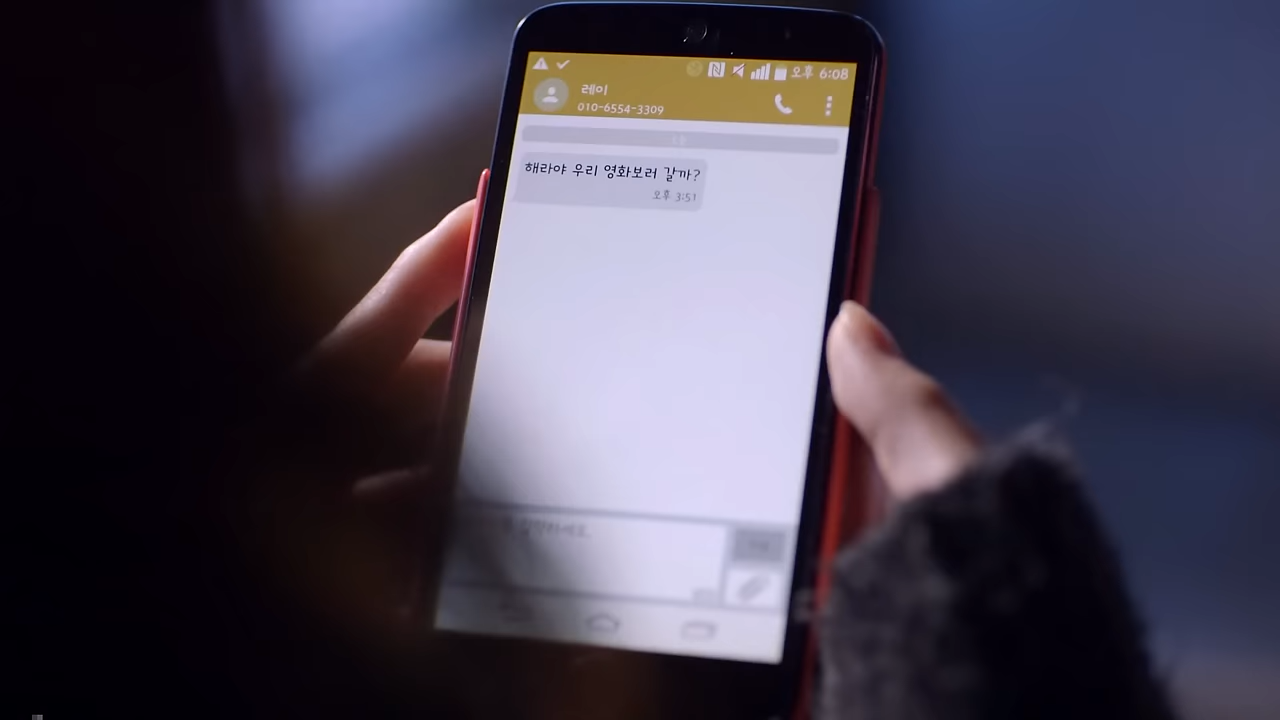 오후 6:08
레이
010-6554-3309
해라야 우리 영화보러 갈까?
오후 3:51